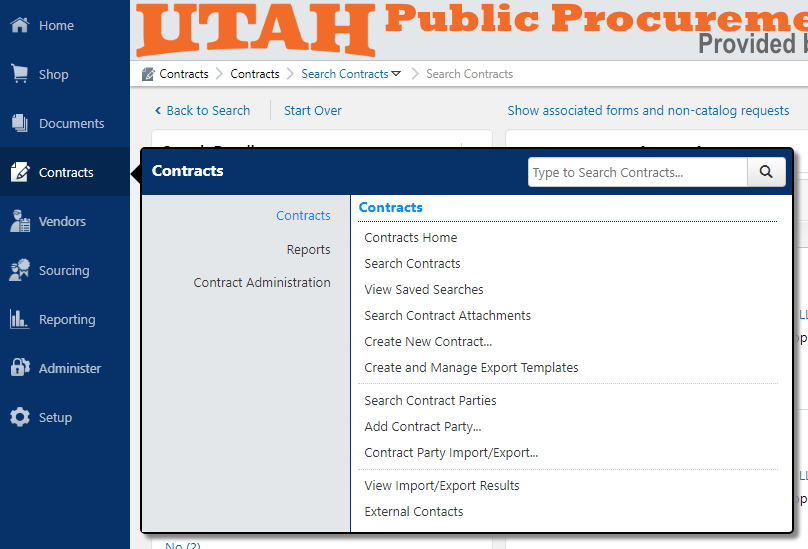 Home
Shop
Documents
Contracts
Vendors
Sourcing
Reporting
Administer
Setup
UTAH Public
Provided
Contracts Contracts Search Contracts Search Contracts
Back to Search Start Over Show associated forms and non-catalog requests
Contracts Type to Search Contracts...
Contracts
Reports
Contract Administration
Contracts
Contracts Home
Search Contracts
View Saved Searches
Search Contract Attachments
Create New Contract...
Create and Manage Export Templates
Search Contract Parties
Add Contract Party...
Contract Party Import/Export...
View Import/Export Results
External Contacts
No (2)